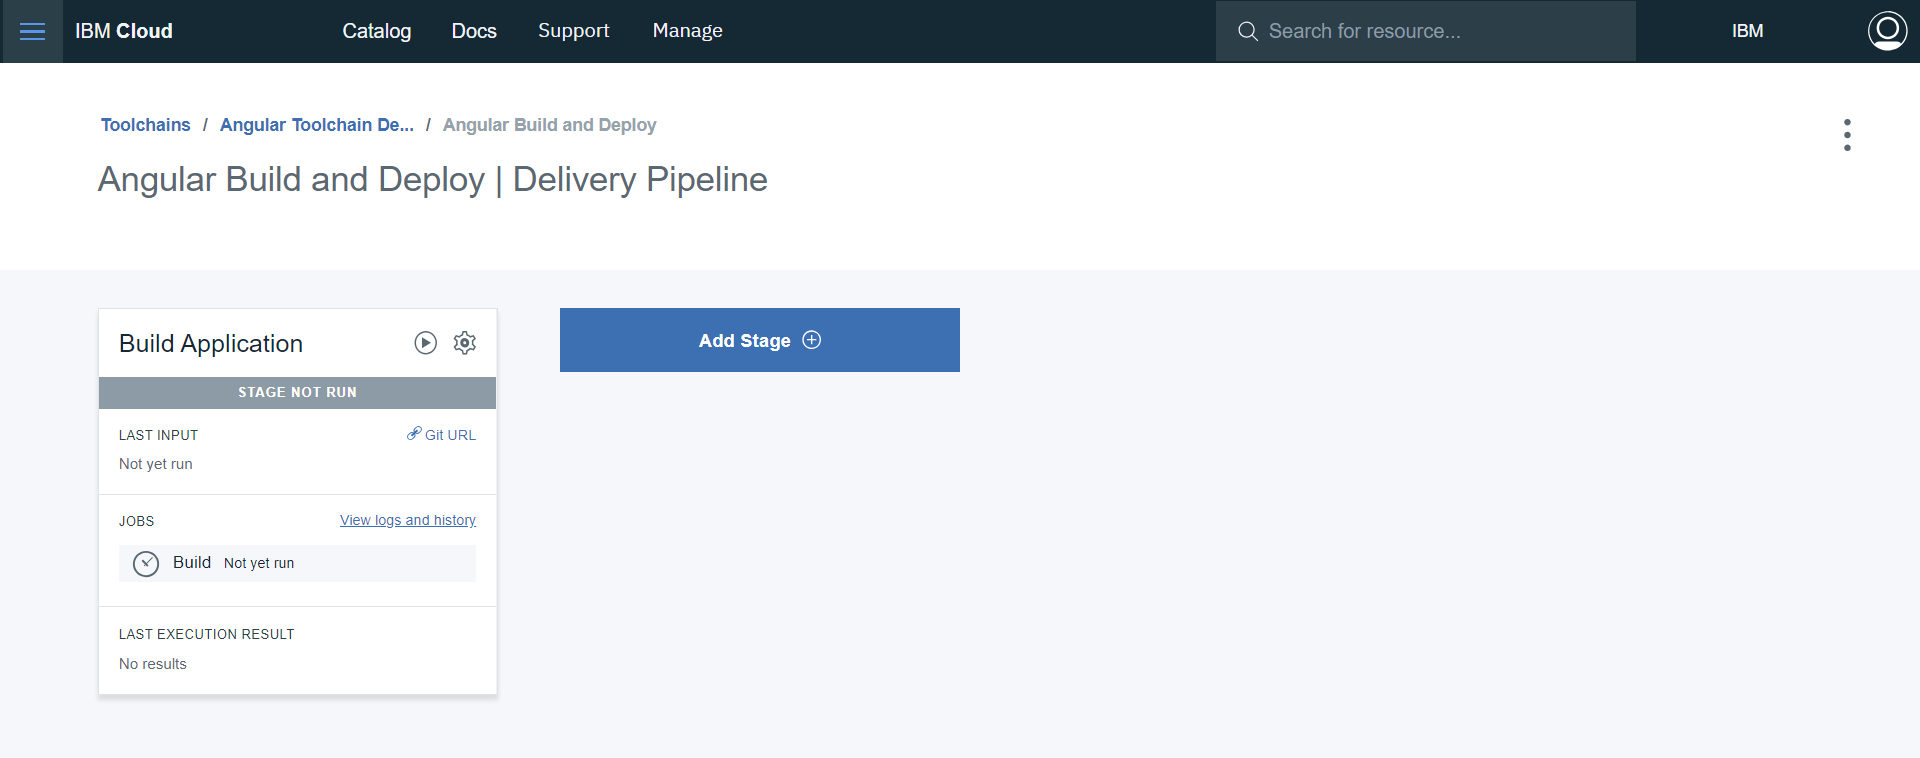 IBM Cloud Catalog Docs Support Manage Search for resource... IBM
Toolchains / Angular Toolchain De... / Angular Build and Deploy
Angular Build and Deploy | Delivery Pipeline
Build Application
Add Stage
STAGE NOT RUN
LAST INPUT Git URL
Not yet run
JOBS View logs and history
Build Not yet run
LAST EXECUTION RESULT
No results